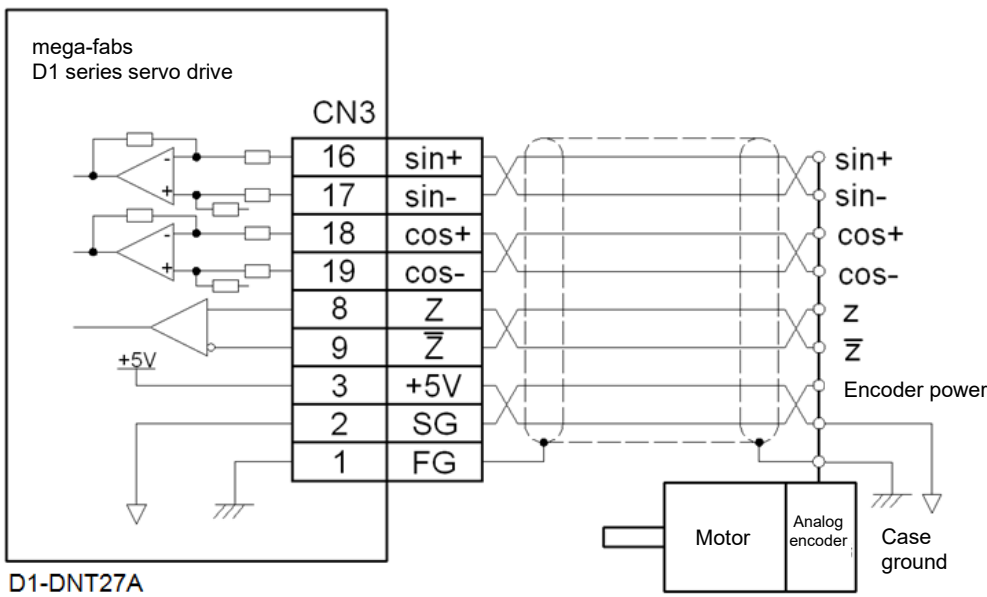 mega-fabs
D1 series servo drive
CN3
16 sin+ sin+
17 sin- sin-
18 cos+ cos+
19 cos- cos-
8 Z Z
9 Z̅ Z̅
+5V
3 +5V Encoder power
2 SG
1 FG
- +
- +
Motor
Analog
encoder
Case
ground
D1-DNT27A